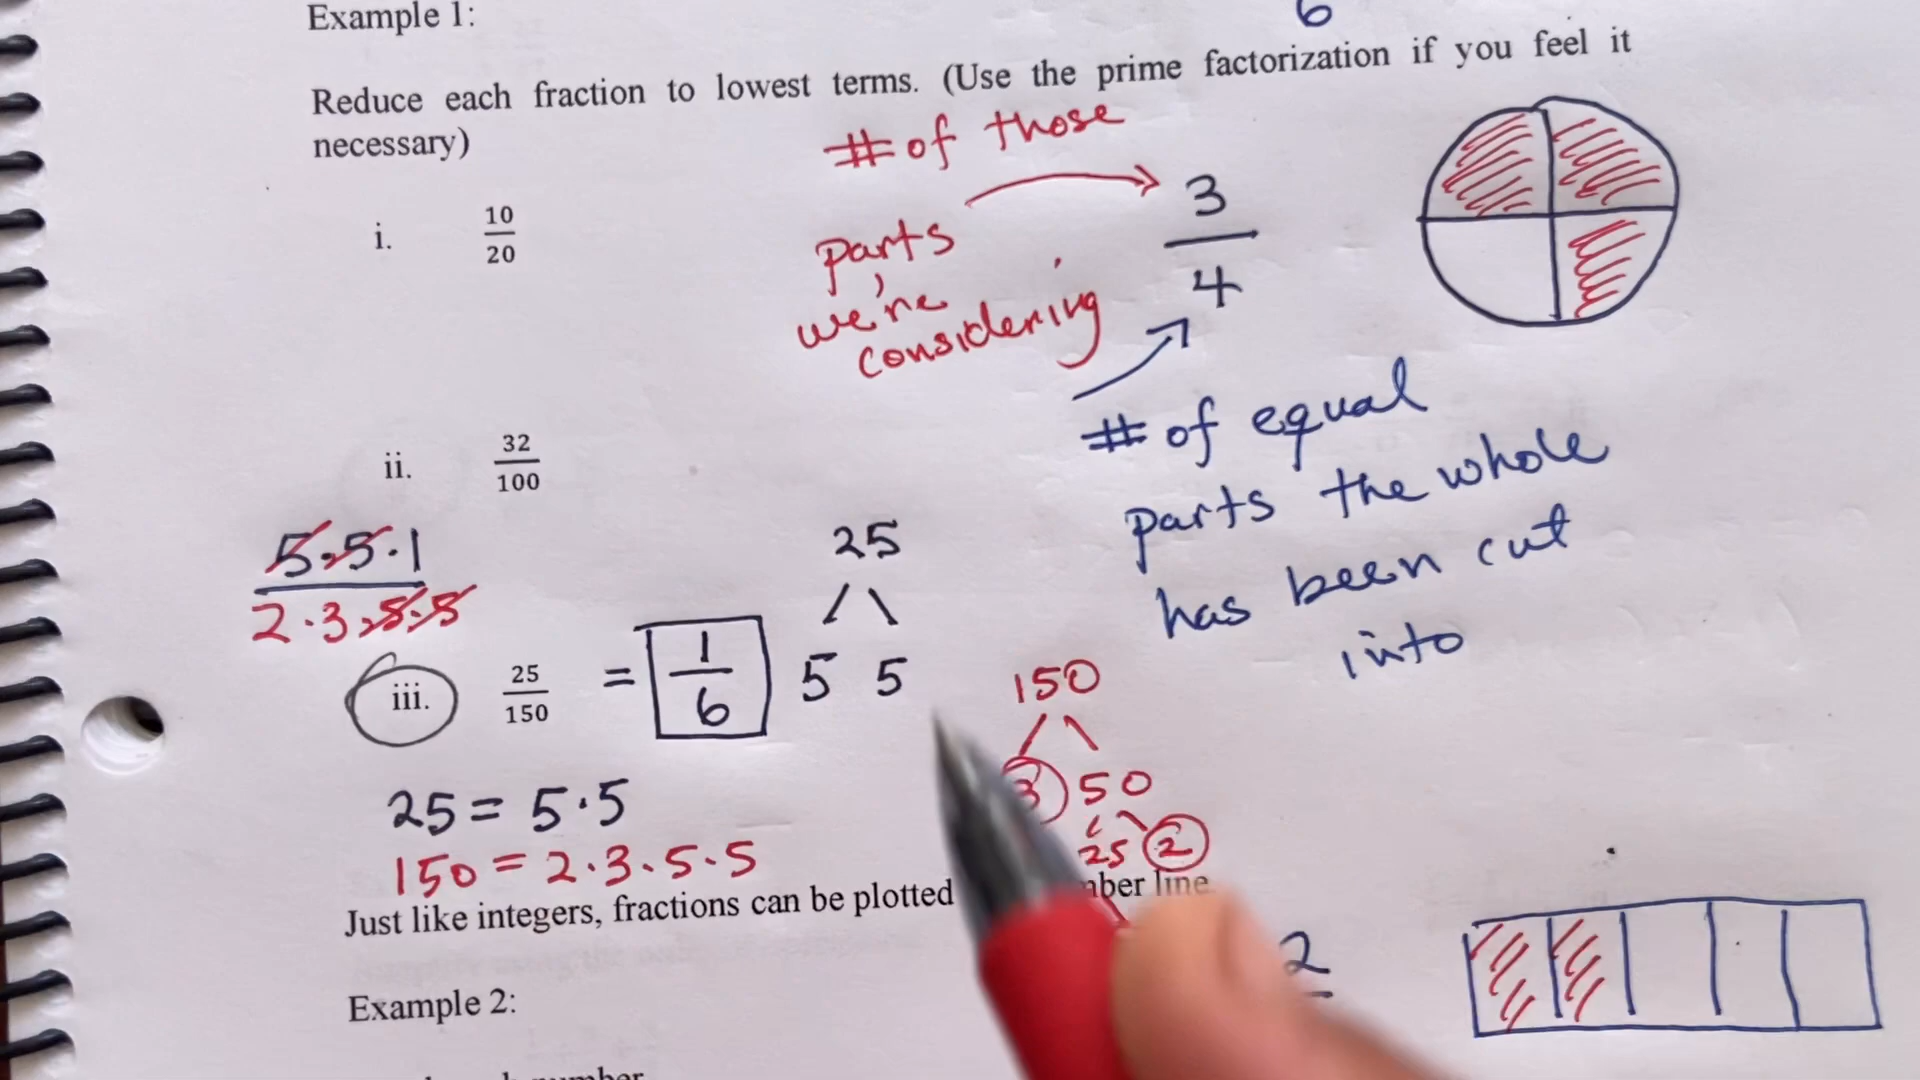 Example 1:
6
Reduce each fraction to lowest terms. (Use the prime factorization if you feel it
necessary)
# of those
parts
we're
considering
3
4
# of equal
parts the whole
has been cut
into
i. 10
20
ii. 32
100
5·5·1
2·3·5·5
iii. 25
150
= 1
6
25
5 5
150
3 50
25 2
25 = 5·5
150 = 2·3·5·5
Just like integers, fractions can be plotted line
2
Example 2: